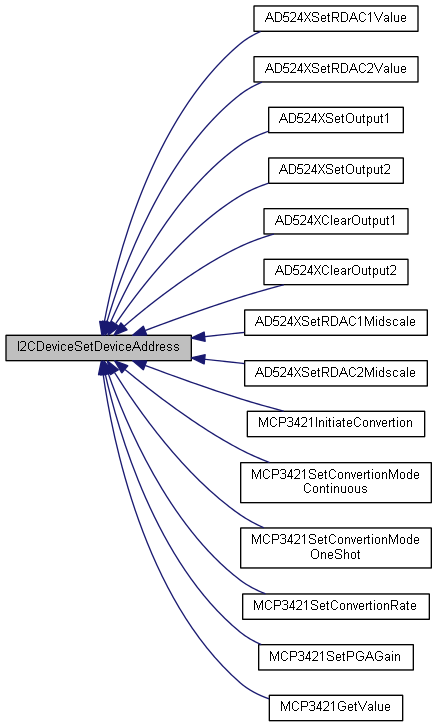 AD524XSetRDAC1Value
AD524XSetRDAC2Value
AD524XSetOutput1
AD524XSetOutput2
AD524XClearOutput1
AD524XClearOutput2
I2CDeviceSetDeviceAddress
AD524XSetRDAC1Midscale
AD524XSetRDAC2Midscale
MCP3421InitiateConvertion
MCP3421SetConvertionMode
Continuous
MCP3421SetConvertionMode
OneShot
MCP3421SetConvertionRate
MCP3421SetPGAGain
MCP3421GetValue